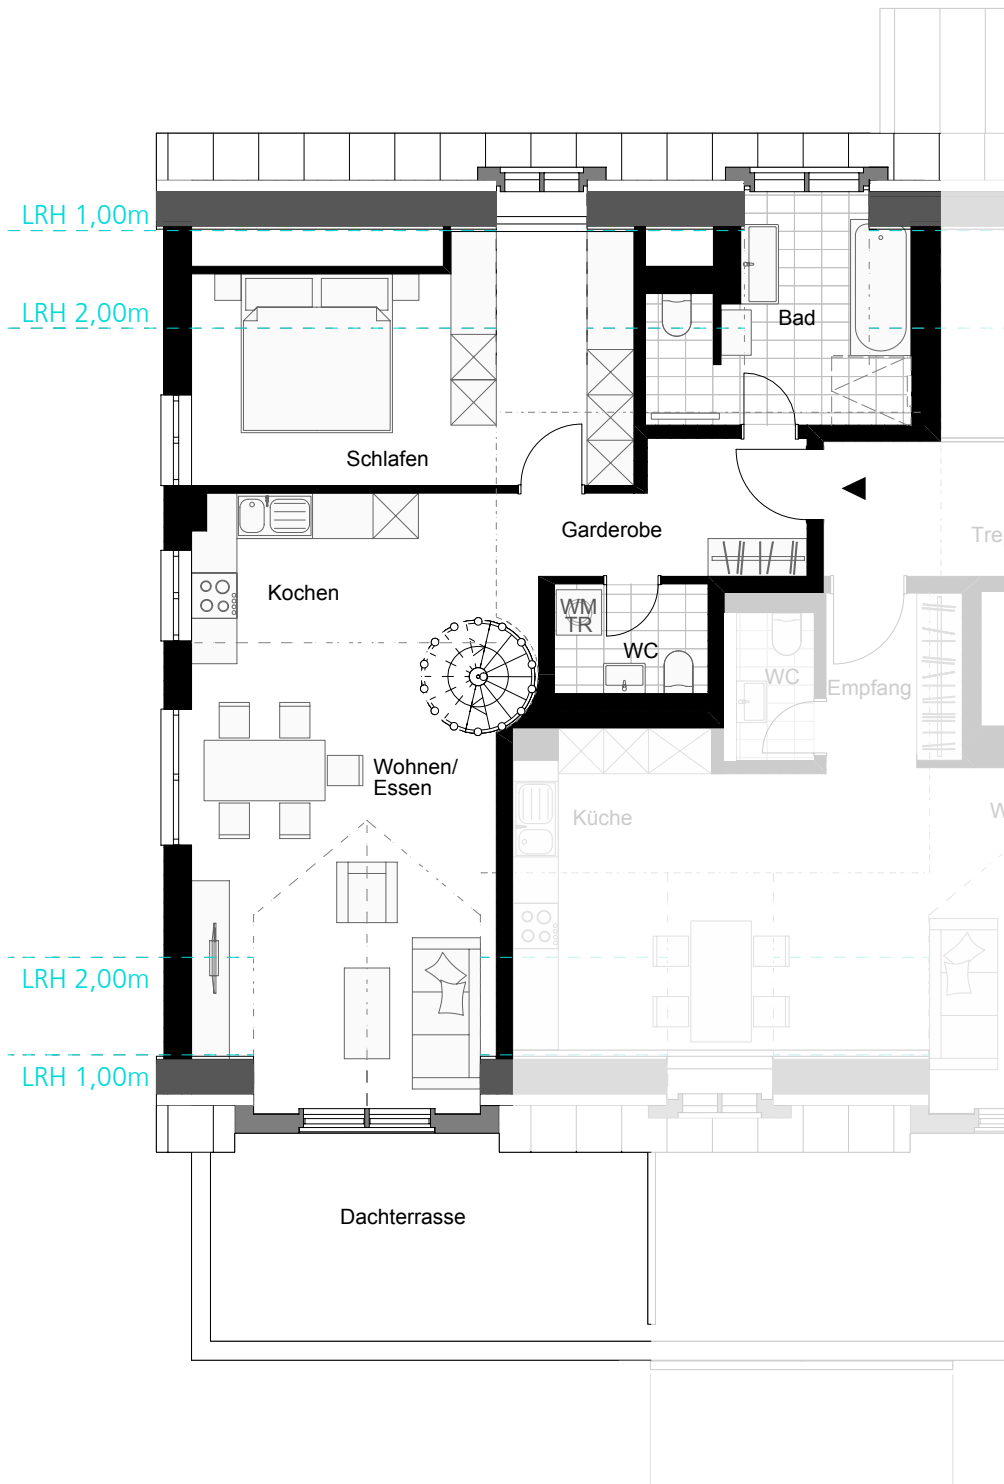 LRH 1,00m
LRH 2,00m
Bad
Schlafen
Garderobe
Tre
Kochen
WM
TR
WC
WC
Empfang
Wohnen/
Essen
Küche
W
LRH 2,00m
LRH 1,00m
Dachterrasse